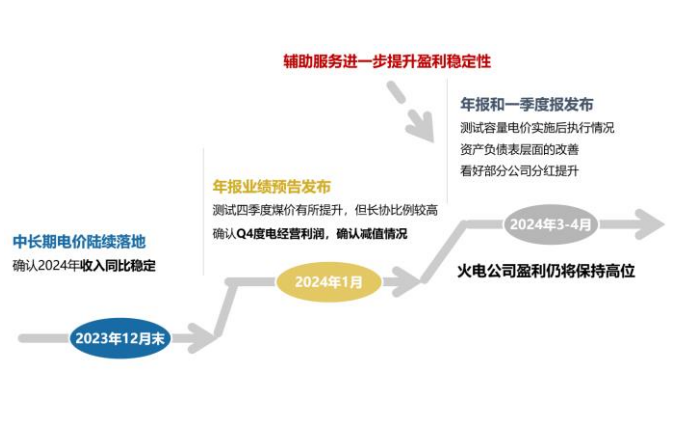 辅助服务进一步提升盈利稳定性
年报和一季度报发布
测试容量电价实施后执行情况
资产负债表层面的改善
看好部分公司分红提升
年报业绩预告发布
测试四季度煤价有所提升，但长协比例较高
确认Q4度电经营利润，确认减值情况
中长期电价陆续落地
确认2024年收入同比稳定
2024年3-4月
火电公司盈利仍将保持高位
2024年1月
2023年12月末